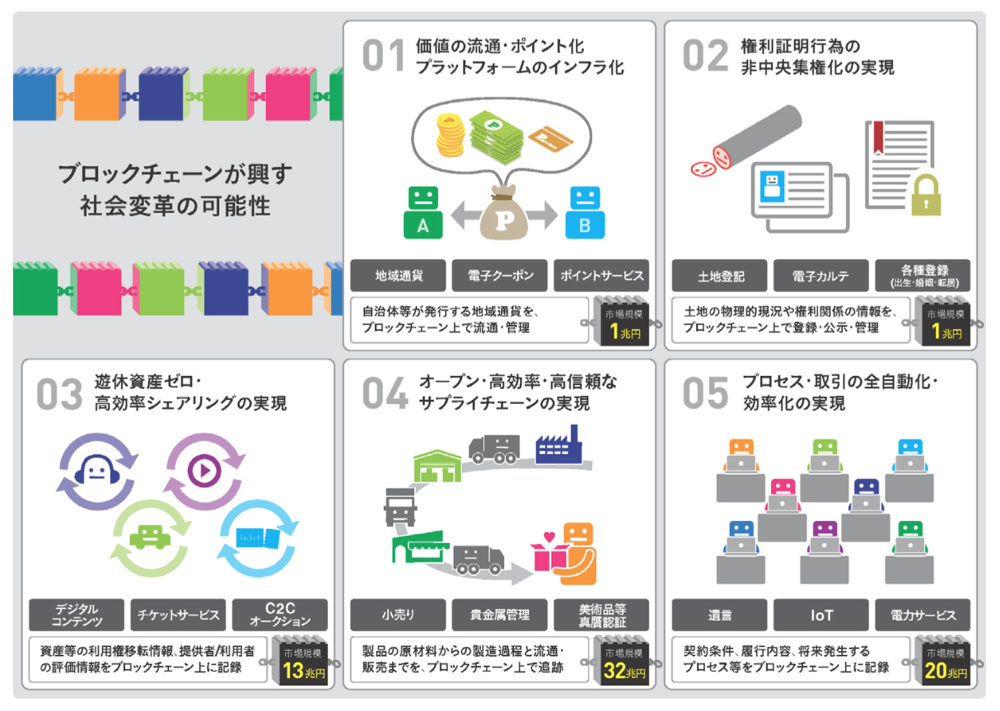 ブロックチェーンが興す
社会変革の可能性
01
価値の流通・ポイント化
プラットフォームのインフラ化
P
P
A
P
B
地域通貨
電子クーポン
ポイントサービス
自治体等が発行する地域通貨を、
ブロックチェーン上で流通・管理
市場規模
1兆円
02
権利証明行為の
非中央集権化の実現
土地登記
電子カルテ
各種登録
(出生・婚姻・転居)
土地の物理的現況や権利関係の情報を、
ブロックチェーン上で登録・公示・管理
市場規模
1兆円
03
遊休資産ゼロ・
高効率シェアリングの実現
ticket
デジタル
コンテンツ
チケットサービス
C2C
オークション
資産等の利用権移転情報、提供者/利用者
の評価情報をブロックチェーン上に記録
市場規模
13兆円
04
オープン・高効率・高信頼な
サプライチェーンの実現
小売り
貴金属管理
美術品等
真贋認証
製品の原材料からの製造過程と流通・
販売までを、ブロックチェーン上で追跡
市場規模
32兆円
05
プロセス・取引の全自動化・
効率化の実現
遺言
IoT
電力サービス
契約条件、履行内容、将来発生する
プロセス等をブロックチェーン上に記録
市場規模
20兆円